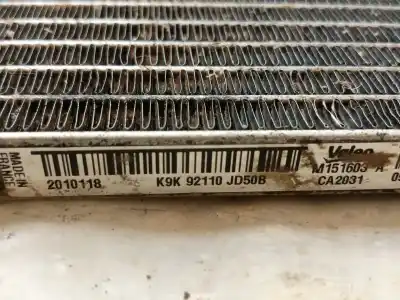 MADE IN
FRANCE
2010118
K9K 92110 JD50B
Valeo
M151603 A
CA2031